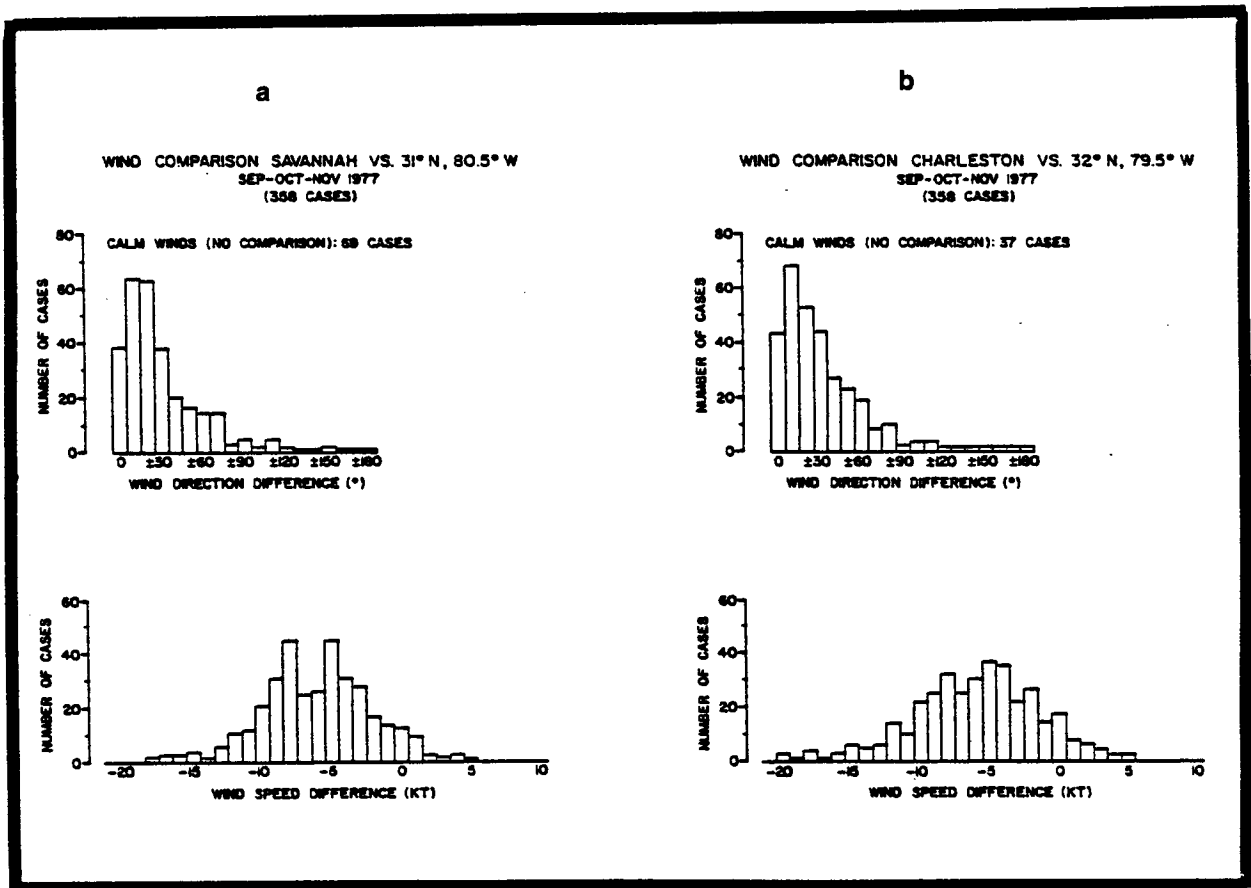 a
WIND COMPARISON SAVANNAH VS. 31° N, 80.5° W
SEP-OCT-NOV 1977
(358 CASES)
CALM WINDS (NO COMPARISON): CASES
80
60
40
20
0
NUMBER OF CASES
0 ±30 ±60 ±90 ±120 ±150 ±180
WIND DIRECTION DIFFERENCE (°)
60
40
20
0
NUMBER OF CASES
-20 -15 -10 -5 0 5 10
WIND SPEED DIFFERENCE (KT)
b
WIND COMPARISON CHARLESTON VS. 32° N, 79.5° W
SEP-OCT-NOV 1977
(358 CASES)
CALM WINDS (NO COMPARISON): 37 CASES
80
60
40
20
0
NUMBER OF CASES
0 ±30 ±60 ±90 ±120 ±150 ±180
WIND DIRECTION DIFFERENCE (°)
60
40
20
0
NUMBER OF CASES
-20 -15 -10 -5 0 5 10
WIND SPEED DIFFERENCE (KT)